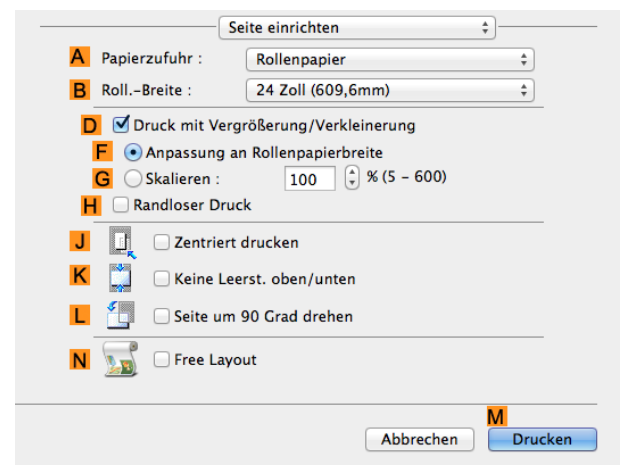 Seite einrichten
A Papierzufuhr : Rollenpapier
B Roll.-Breite : 24 Zoll (609,6mm)
D Druck mit Vergrößerung/Verkleinerung
F Anpassung an Rollenpapierbreite
G Skalieren : 100 % (5 – 600)
H Randloser Druck
J Zentriert drucken
K Keine Leerst. oben/unten
L Seite um 90 Grad drehen
N Free Layout
M
Abbrechen Drucken